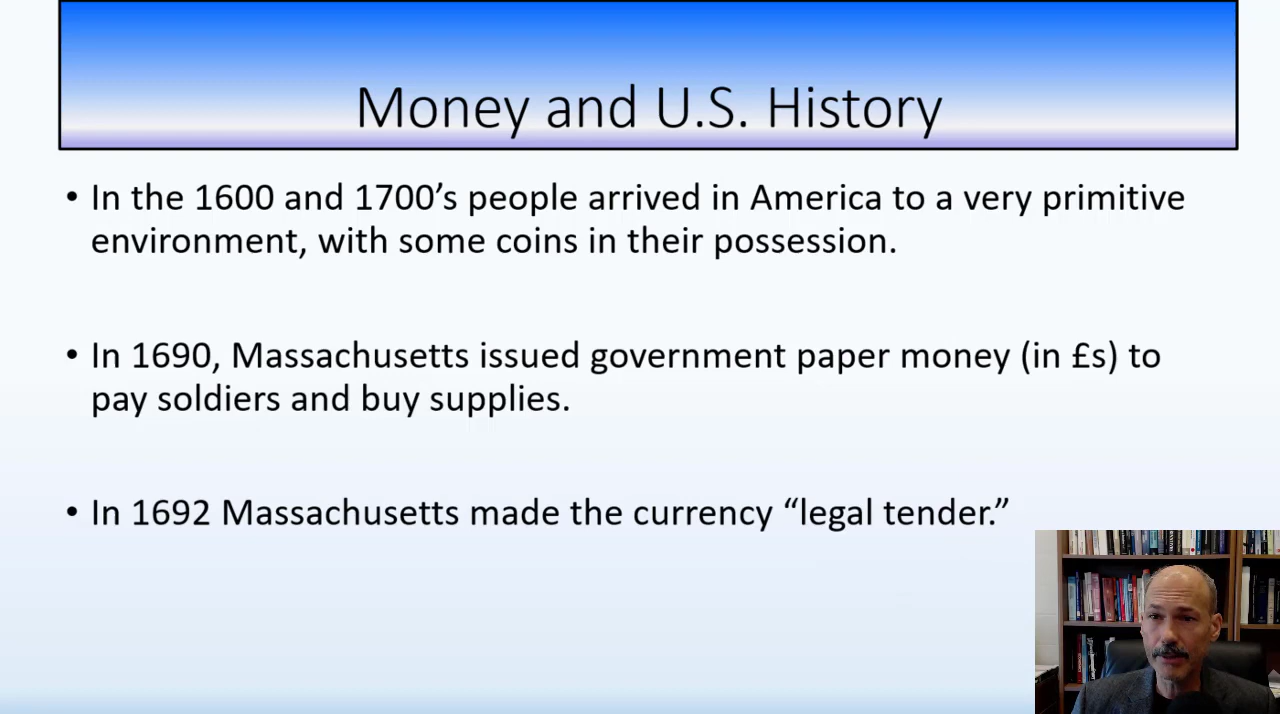 Money and U.S. History
• In the 1600 and 1700’s people arrived in America to a very primitive
environment, with some coins in their possession.
• In 1690, Massachusetts issued government paper money (in £s) to
pay soldiers and buy supplies.
• In 1692 Massachusetts made the currency “legal tender.”